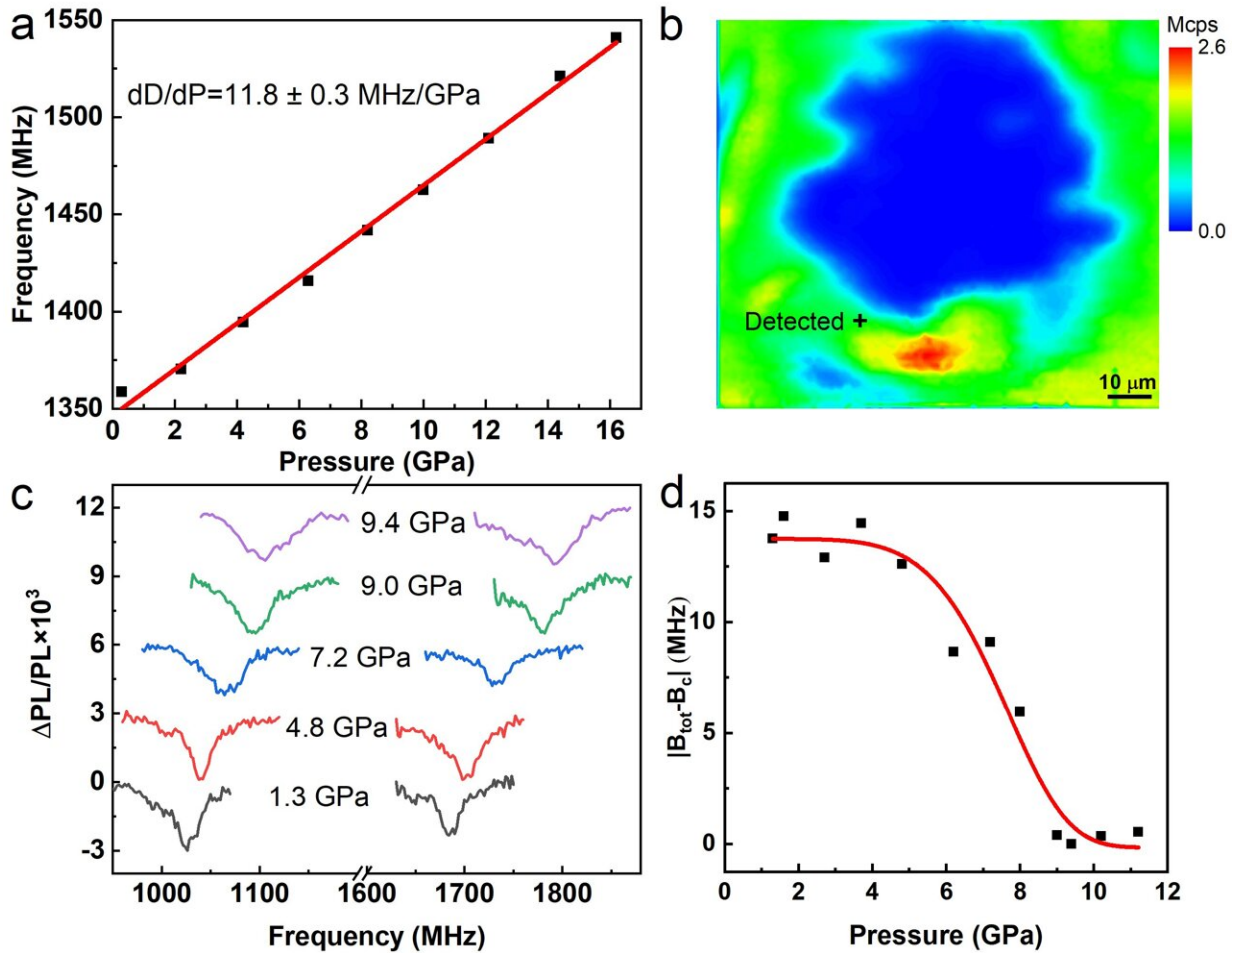 a
1550
1500
1450
1400
1350
Frequency (MHz)
dD/dP=11.8 ± 0.3 MHz/GPa
0 2 4 6 8 10 12 14 16
Pressure (GPa)
b
Mcps
2.6
0.0
Detected +
10 μm
c
12
9
6
3
0
-3
ΔPL/PL×10³
9.4 GPa
9.0 GPa
7.2 GPa
4.8 GPa
1.3 GPa
1000 1100 1600 1700 1800
Frequency (MHz)
d
15
10
5
0
|Btot-Bc| (MHz)
0 2 4 6 8 10 12
Pressure (GPa)